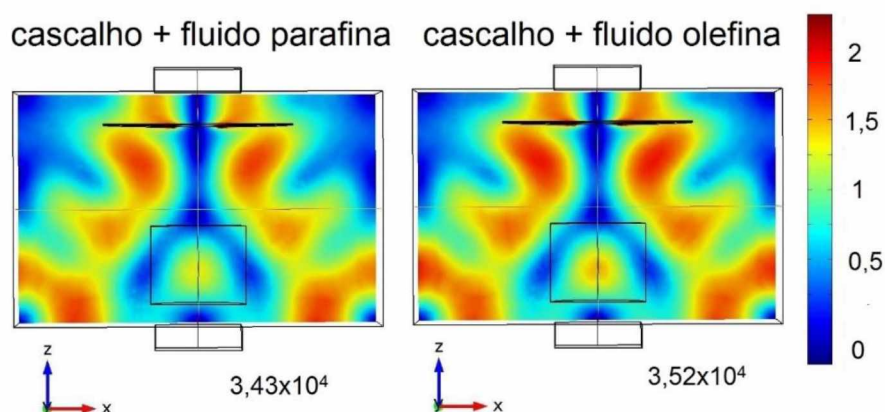 cascalho + fluido parafina
cascalho + fluido olefina
2
1,5
1
0,5
0
z
x
3,43x10⁴
z
x
3,52x10⁴